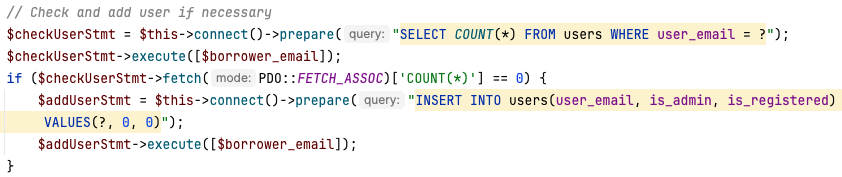 // Check and add user if necessary
$checkUserStmt = $this->connect()->prepare( query: "SELECT COUNT(*) FROM users WHERE user_email = ?");
$checkUserStmt->execute([$borrower_email]);
if ($checkUserStmt->fetch( mode: PDO::FETCH_ASSOC)['COUNT(*)'] == 0) {
    $addUserStmt = $this->connect()->prepare( query: "INSERT INTO users(user_email, is_admin, is_registered)
     VALUES(?, 0, 0)");
    $addUserStmt->execute([$borrower_email]);
}